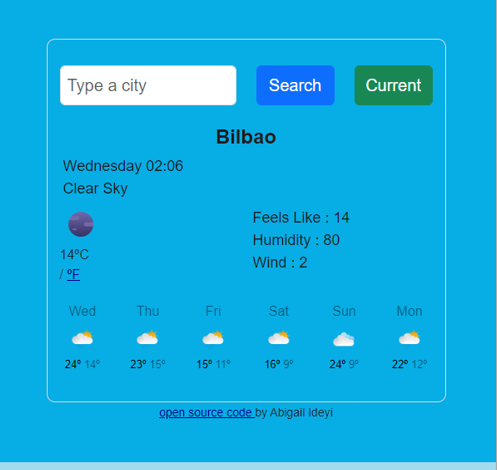 Type a city Search Current
Bilbao
Wednesday 02:06
Clear Sky
14ºC
/ ºF
Feels Like : 14
Humidity : 80
Wind : 2
Wed Thu Fri Sat Sun Mon
24º 14º 23º 15º 15º 11º 16º 9º 24º 9º 22º 12º
open source code by Abigail Ideyi